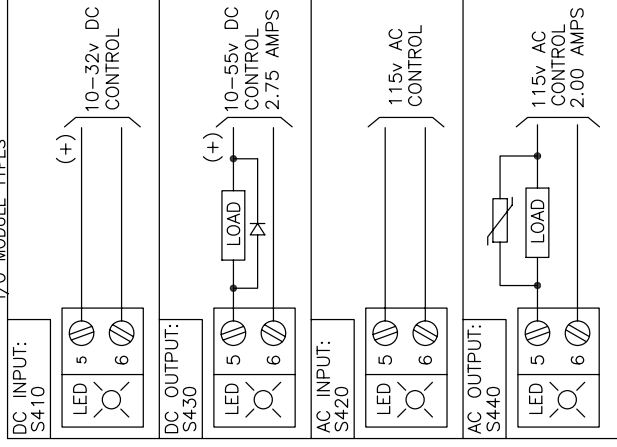 I/O MODULE TYPES
DC INPUT:
S410
LED
5
6
(+)
10-32v DC
CONTROL
DC OUTPUT:
S430
LED
5
6
LOAD
(+)
10-55v DC
CONTROL
2.75 AMPS
AC INPUT:
S420
LED
5
6
115v AC
CONTROL
AC OUTPUT:
S440
LED
5
6
LOAD
115v AC
CONTROL
2.00 AMPS